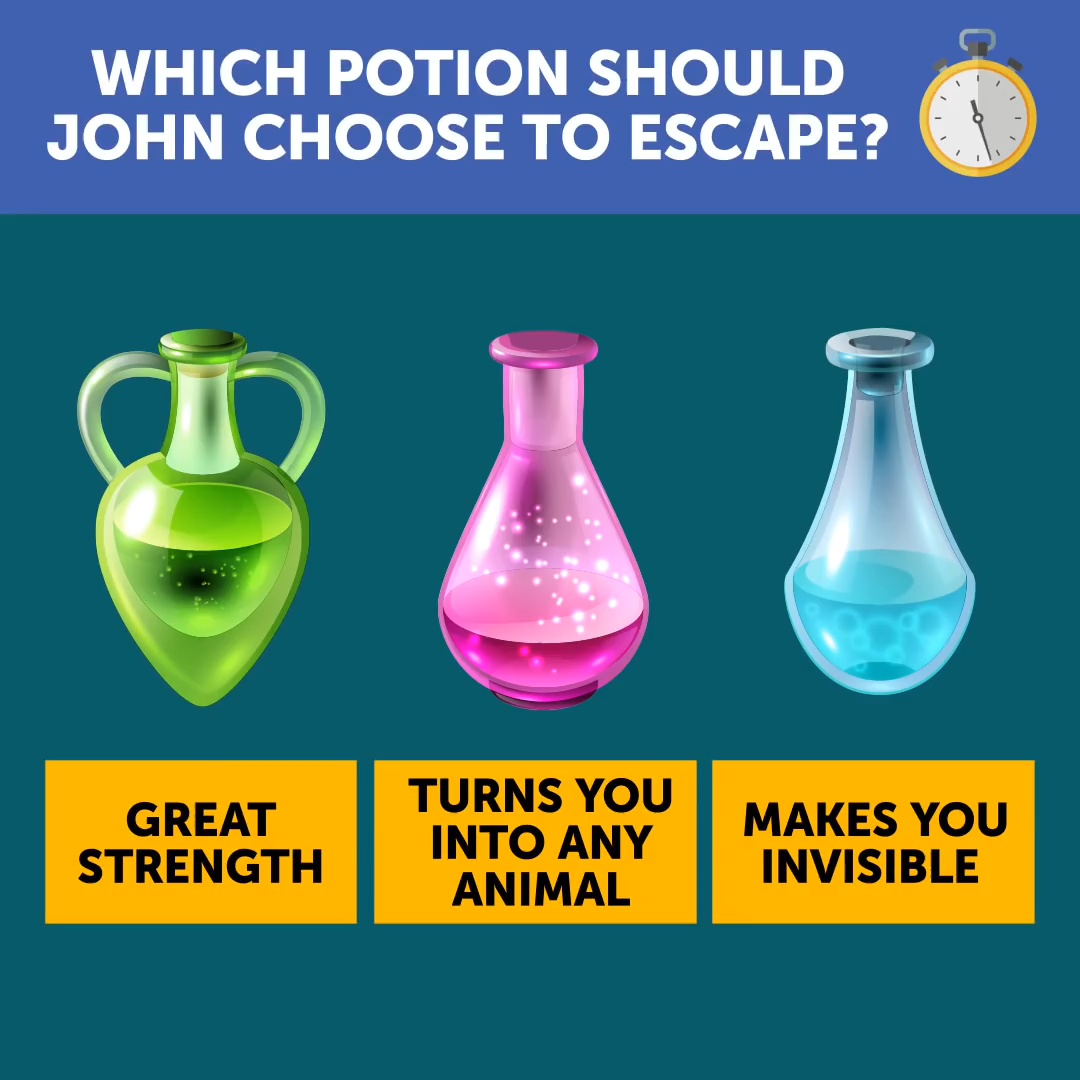 WHICH POTION SHOULD
JOHN CHOOSE TO ESCAPE?
GREAT
STRENGTH
TURNS YOU
INTO ANY
ANIMAL
MAKES YOU
INVISIBLE